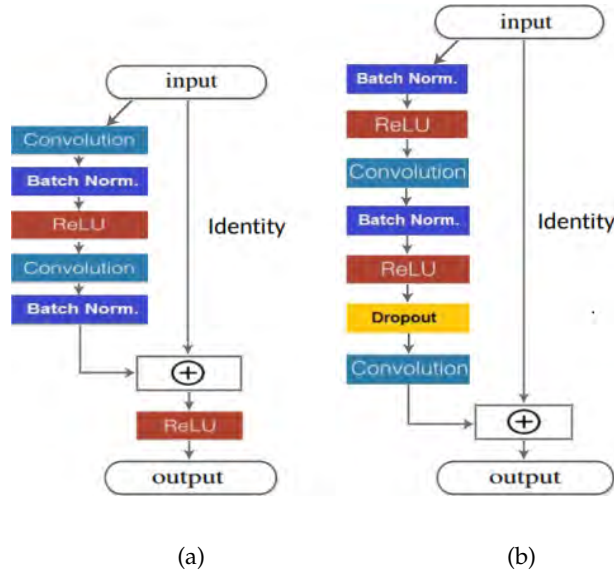 input
Convolution
Batch Norm.
ReLU
Convolution
Batch Norm.
Identity
+
ReLU
output
(a)
input
Batch Norm.
ReLU
Convolution
Batch Norm.
ReLU
Dropout
Convolution
Identity
+
output
(b)